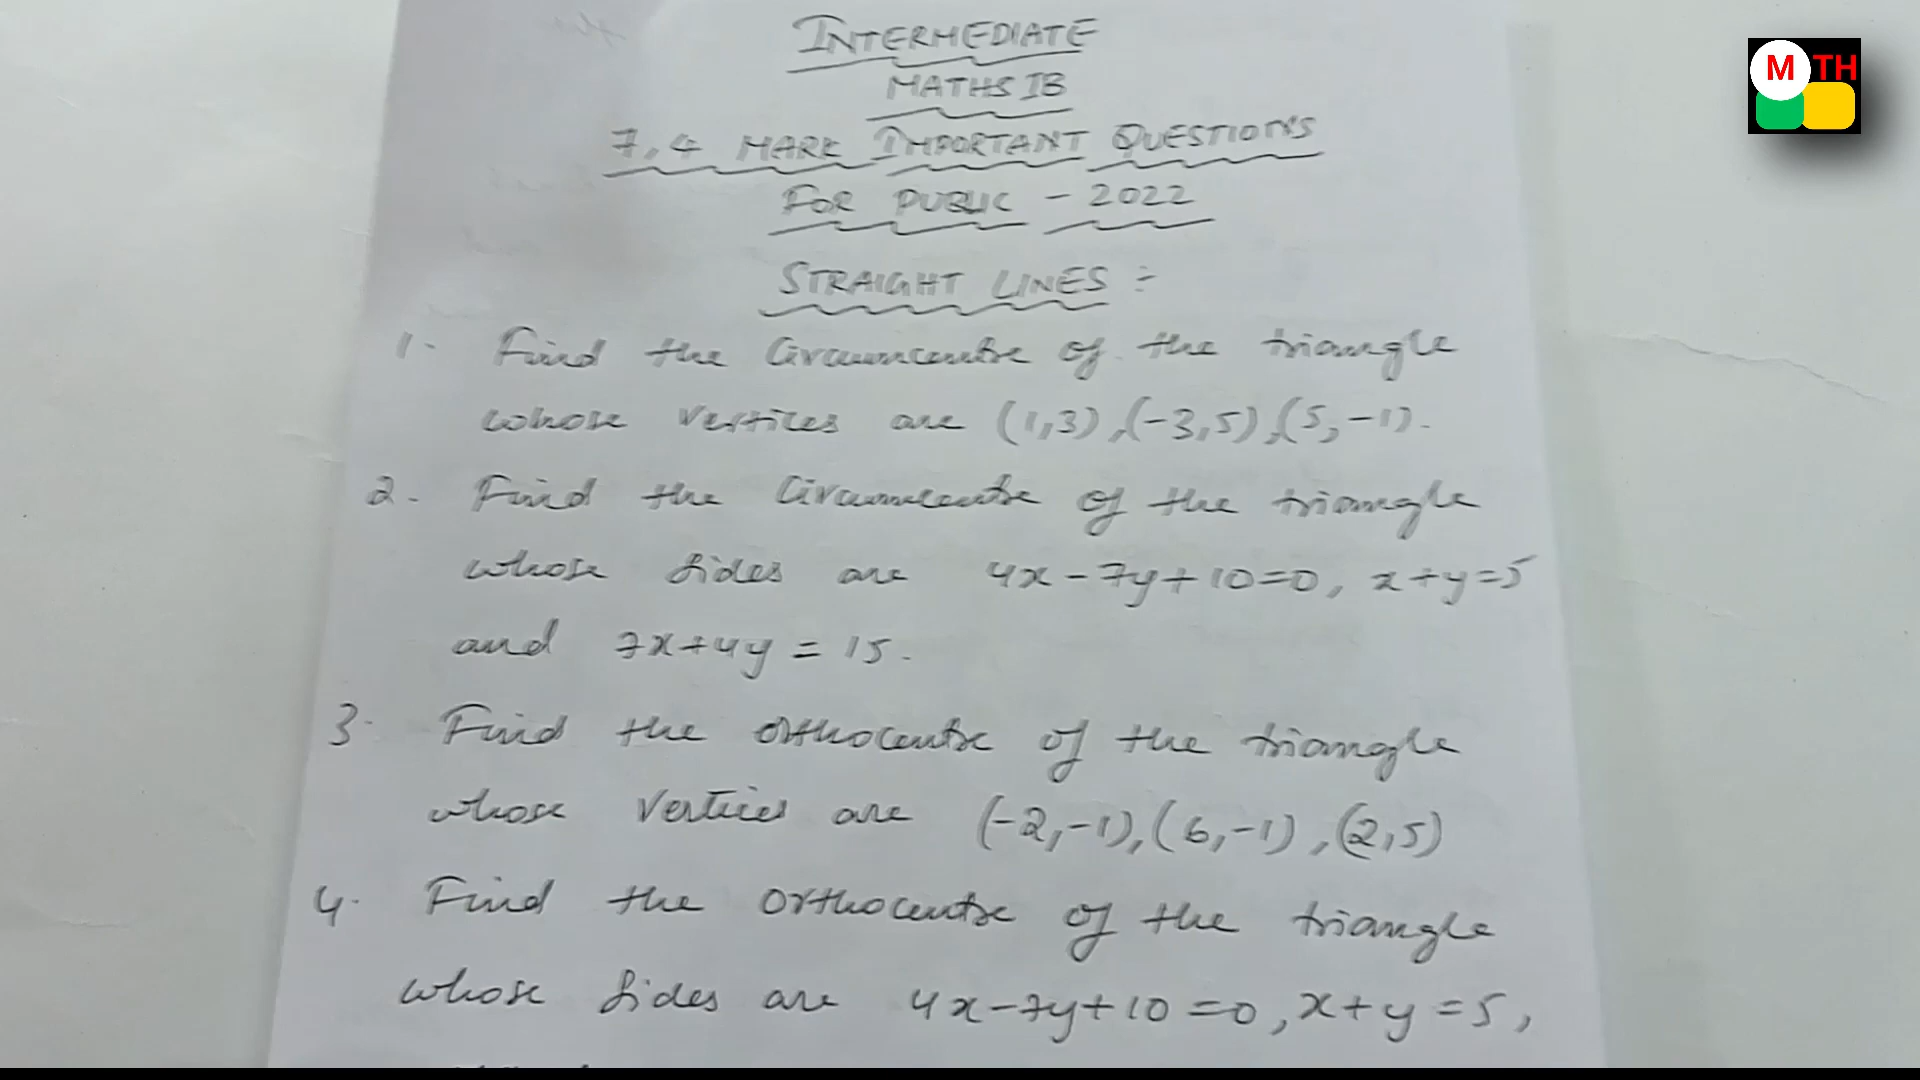 INTERMEDIATE
MATHS IB
7,4 MARK IMPORTANT QUESTIONS
FOR PUBLIC - 2022
STRAIGHT LINES :-
1. Find the Circumcentre of the triangle
whose vertices are (1,3),(-3,5),(5,-1).
2. Find the Circumcentre of the triangle
whose sides are 4x-7y+10=0, x+y=5
and 7x+4y=15.
3. Find the orthocentre of the triangle
whose vertices are (-2,-1),(6,-1),(2,5)
4. Find the orthocentre of the triangle
whose sides are 4x-7y+10=0, x+y=5,
M TH